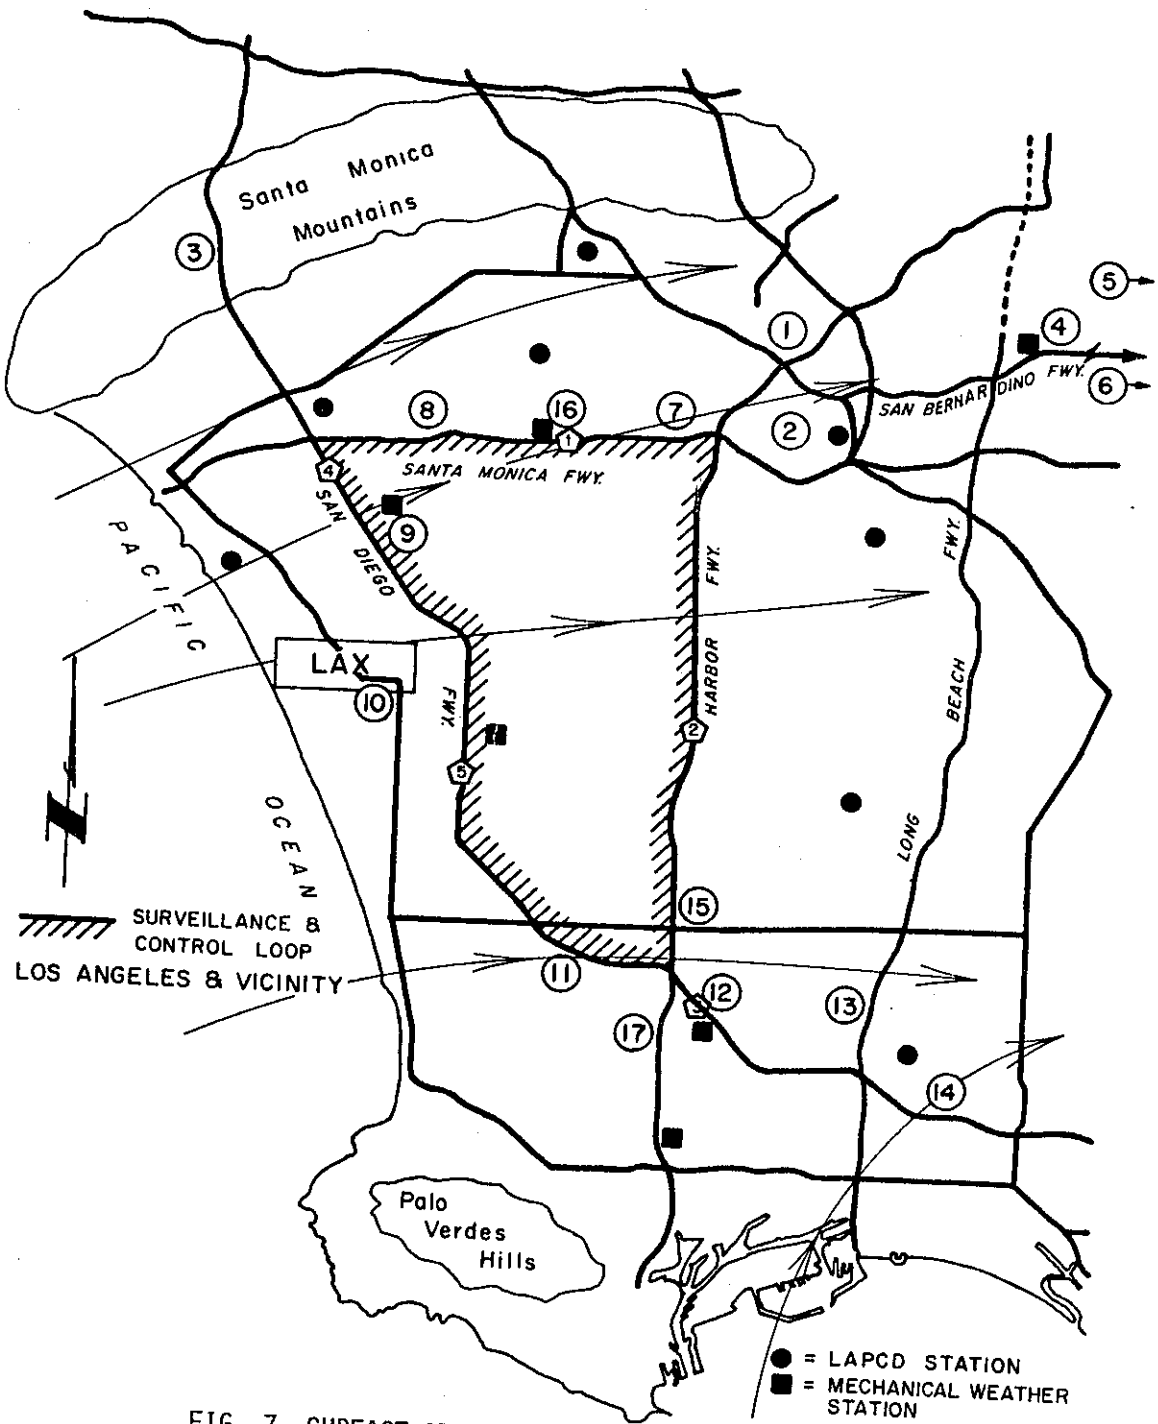 Santa Monica
Mountains
3
5
1
4
6
SAN BERNARDINO FWY.
8
16
7
2
1
SANTA MONICA FWY.
4
SAN DIEGO FWY.
9
PACIFIC OCEAN
HARBOR FWY.
LONG BEACH FWY.
LAX
10
2
5
SURVEILLANCE &
CONTROL LOOP
LOS ANGELES & VICINITY
15
11
12
3
13
17
14
Palo
Verdes
Hills
= LAPCD STATION
= MECHANICAL WEATHER
STATION
FIG. 7